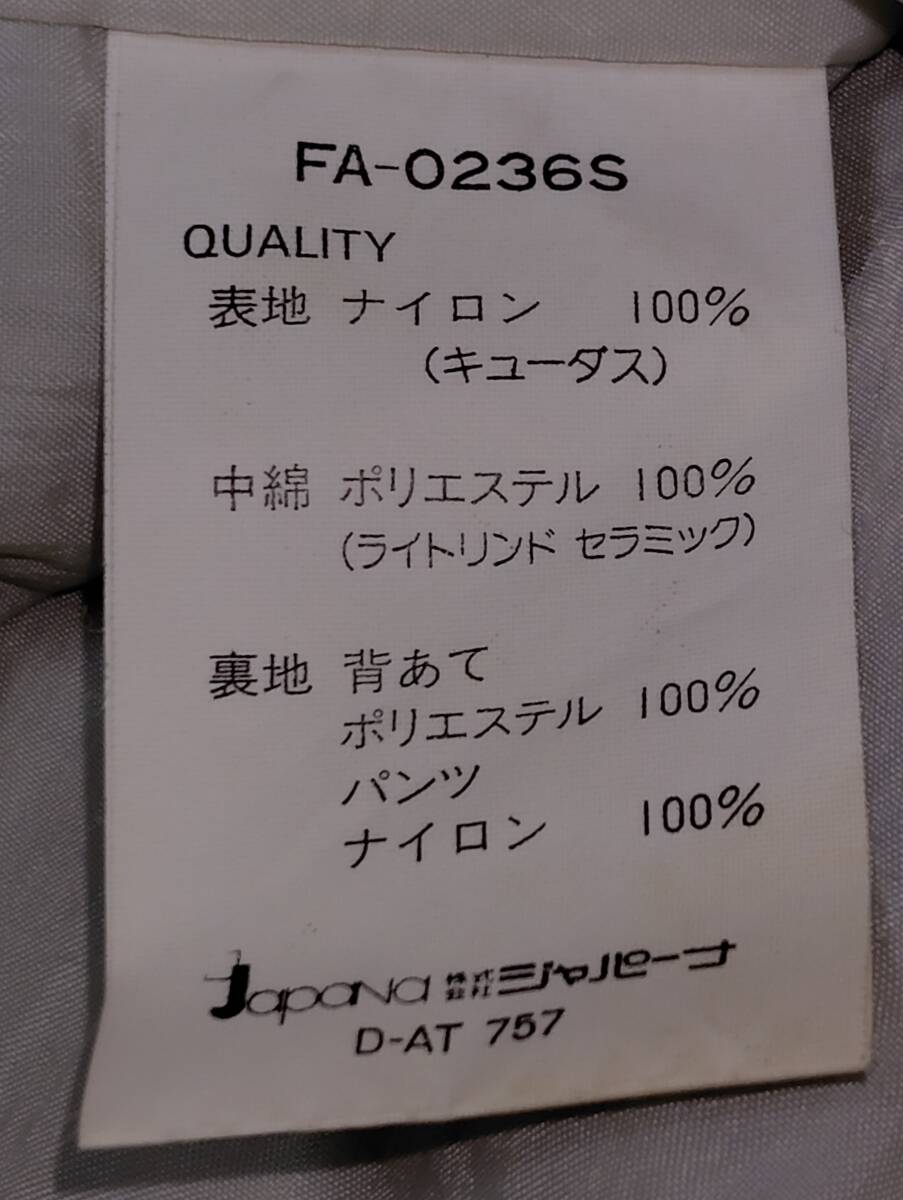 FA-0236S
QUALITY
表地 ナイロン 100%
(キューダス)
中綿 ポリエステル 100%
(ライトリンド セラミック)
裏地 背あて
ポリエステル 100%
パンツ
ナイロン 100%
Japana 株式会社 ジャパーナ
D-AT 757